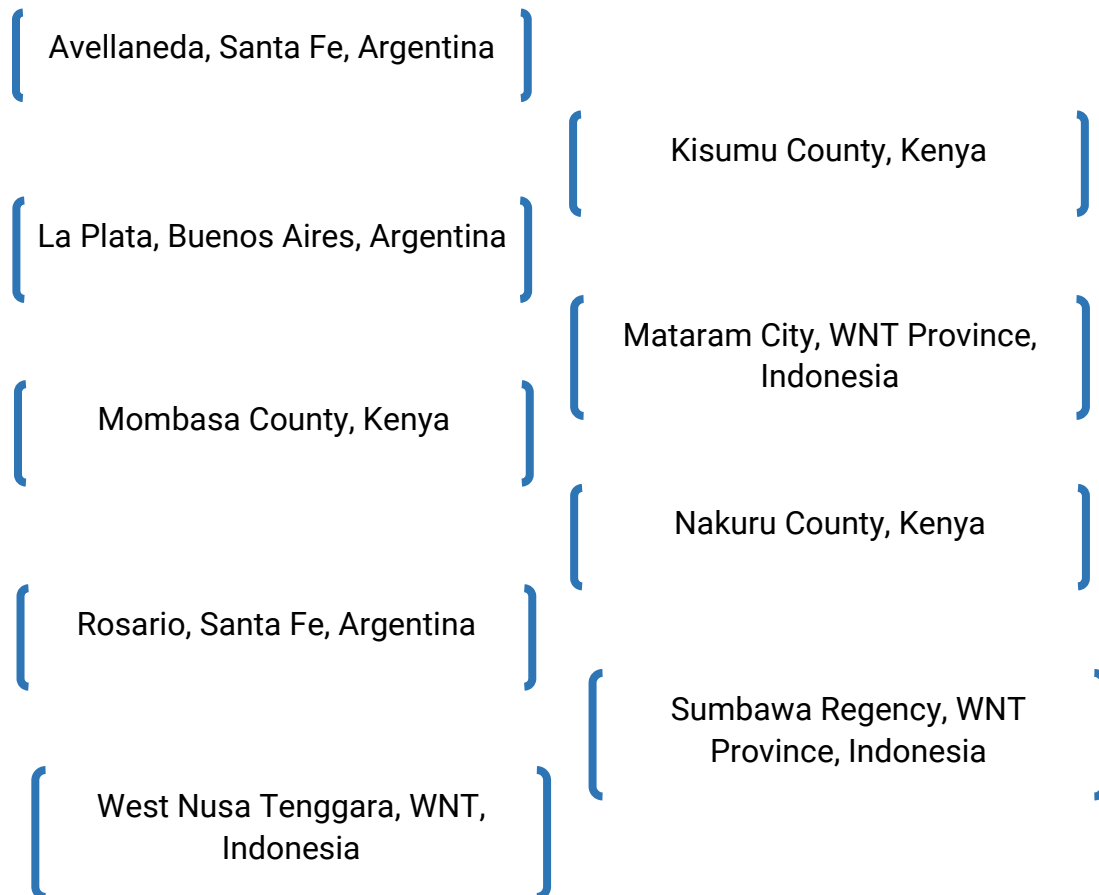 Avellaneda, Santa Fe, Argentina
Kisumu County, Kenya
La Plata, Buenos Aires, Argentina
Mataram City, WNT Province,
Indonesia
Mombasa County, Kenya
Nakuru County, Kenya
Rosario, Santa Fe, Argentina
Sumbawa Regency, WNT
Province, Indonesia
West Nusa Tenggara, WNT,
Indonesia